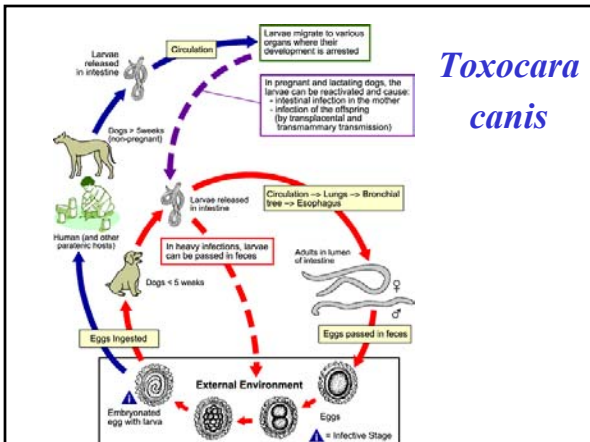 Toxocara
canis
Larvae
released
in intestine
Circulation
Larvae migrate to various
organs where their
development is arrested
In pregnant and lactating dogs, the
larvae can be reactivated and cause:
- intestinal infection in the mother
- infection of the offspring
(by transplacental and
transmammary transmission)
Dogs > 5weeks
(non-pregnant)
Human (and other
paratenic hosts)
Larvae released
in intestine
Circulation --> Lungs --> Bronchial
tree --> Esophagus
In heavy infections, larvae
can be passed in feces
Adults in lumen
of intestine
♀
♂
Dogs < 5 weeks
Eggs Ingested
Eggs passed in feces
External Environment
i
Embryonated
egg with larva
Eggs
i = Infective Stage